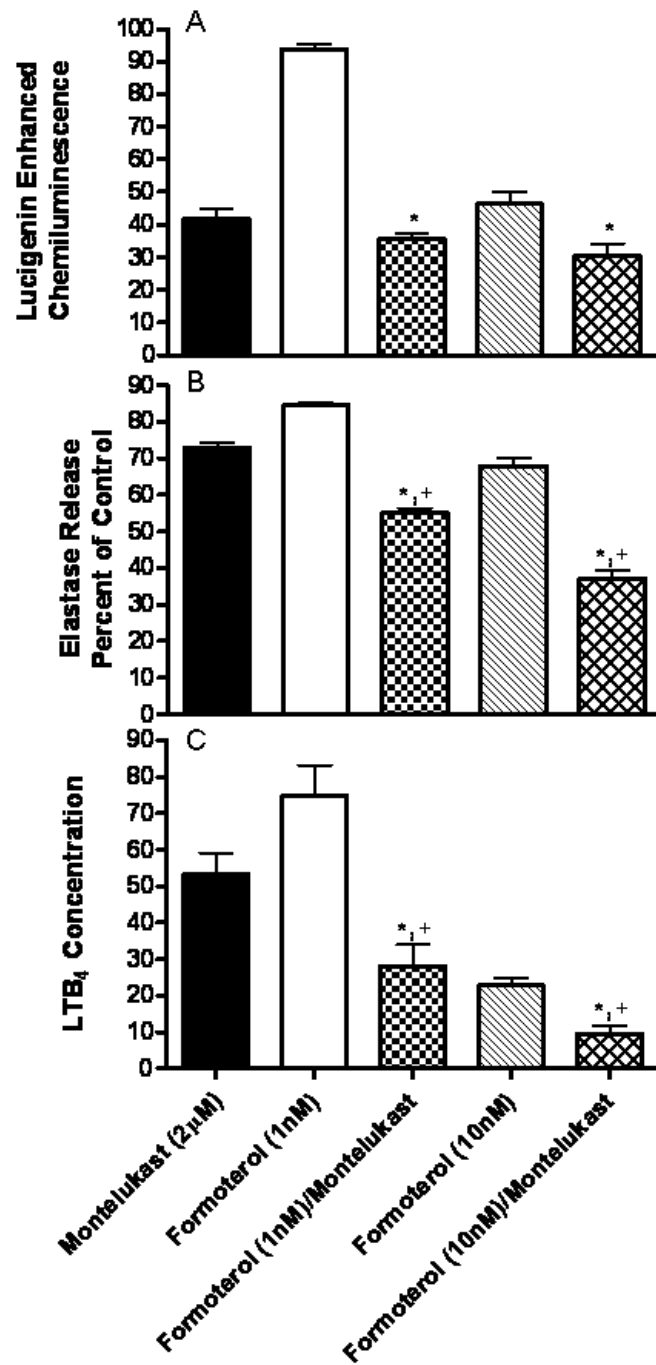 A
Lucigenin Enhanced
Chemiluminescence
100
90
80
70
60
50
40
30
20
10
0
*
*
B
Elastase Release
Percent of Control
90
80
70
60
50
40
30
20
10
0
*,+
*,+
C
LTB₄ Concentration
90
80
70
60
50
40
30
20
10
0
*,+
*,+
Montelukast (2µM)
Formoterol (1nM)
Formoterol (1nM)/Montelukast
Formoterol (10nM)
Formoterol (10nM)/Montelukast